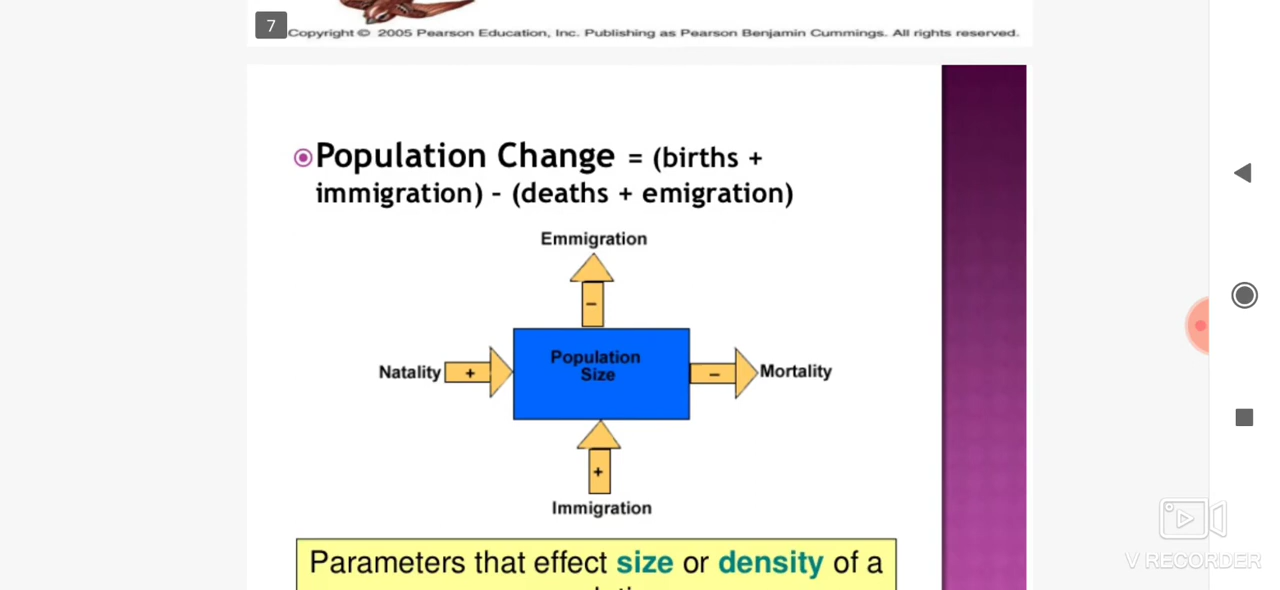 7
Copyright © 2005 Pearson Education, Inc. Publishing as Pearson Benjamin Cummings. All rights reserved.
Population Change = (births +
immigration) – (deaths + emigration)
Emmigration
–
Natality
+
Population
Size
–
Mortality
+
Immigration
Parameters that effect size or density of a
V RECORDER